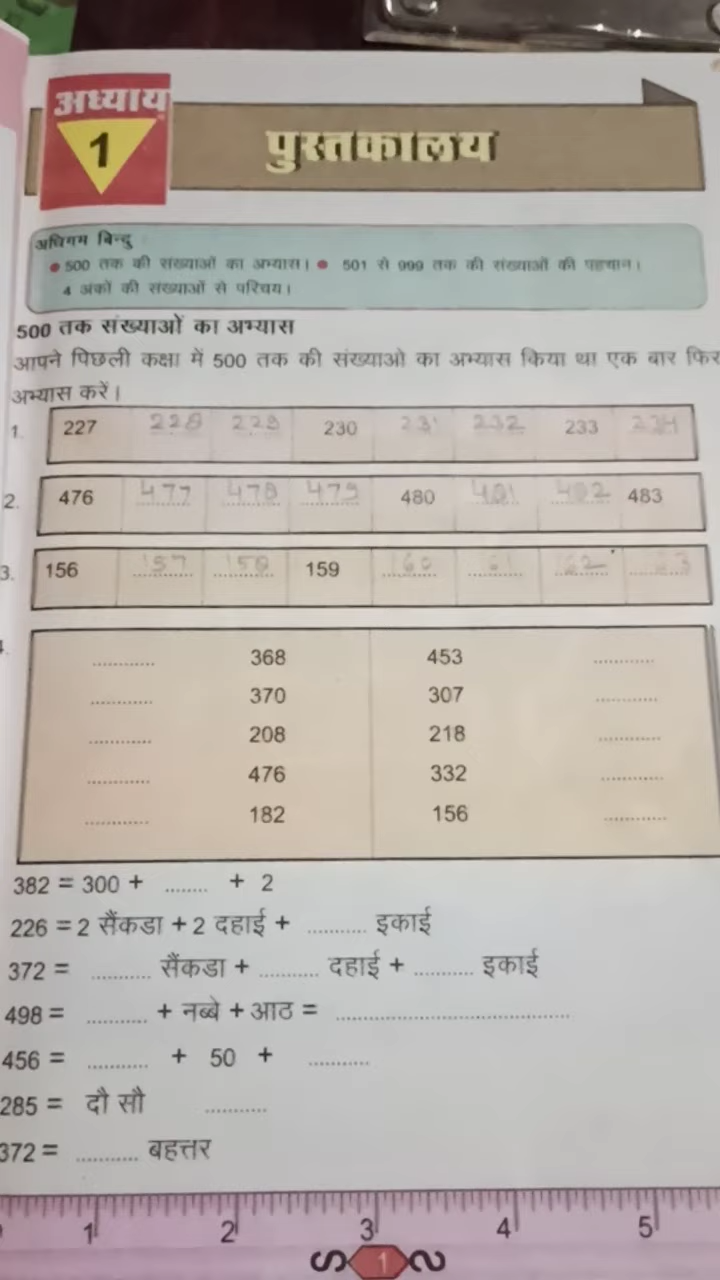 अध्याय
1
पुस्तकालय
अधिगम बिन्दु
● 500 तक की संख्याओं का अभ्यास। ● 501 से 999 तक की संख्याओं की पहचान।
4 अंकों की संख्याओं से परिचय।
500 तक संख्याओं का अभ्यास
आपने पिछली कक्षा में 500 तक की संख्याओ का अभ्यास किया था एक बार फिर
अभ्यास करें।
1. 227 228 229 230 231 232 233 234
2. 476 477 478 479 480 481 482 483
3. 156 157 158 159 160 61 62 63
............ 368 453 ............
............ 370 307 ............
............ 208 218 ............
............ 476 332 ............
............ 182 156 ............
382 = 300 + ........ + 2
226 = 2 सैंकडा + 2 दहाई + ........... इकाई
372 = ........... सैंकडा + ........... दहाई + ........... इकाई
498 = ........... + नब्बे + आठ = ...........................................
456 = ........... + 50 + ...........
285 = दौ सौ ...........
372 = ........... बहत्तर
1 2 3 4 5
1